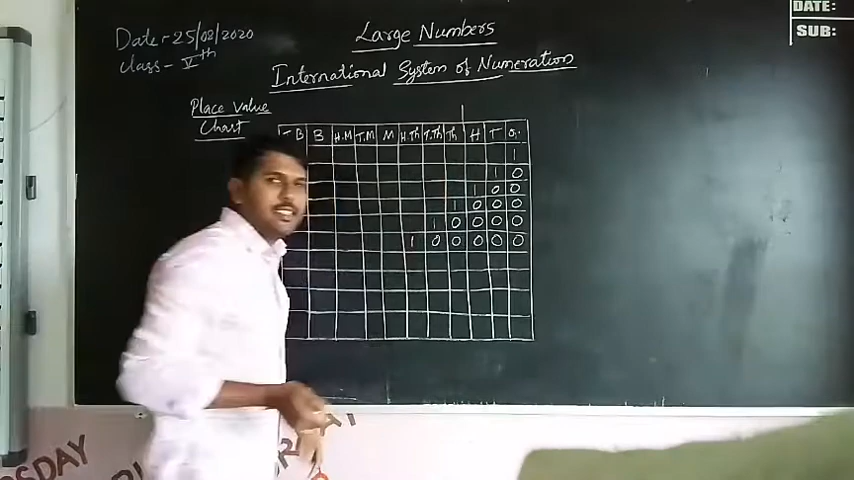 Date:- 25/02/2020
Class - Vth
Large Numbers
International System of Numeration
Place Value
Chart
DATE:
SUB:
T B B H.M T.M M H.Th T.Th Th H T O
1
1 0
1 0 0
1 0 0 0
1 0 0 0 0
1 0 0 0 0 0
SDAY